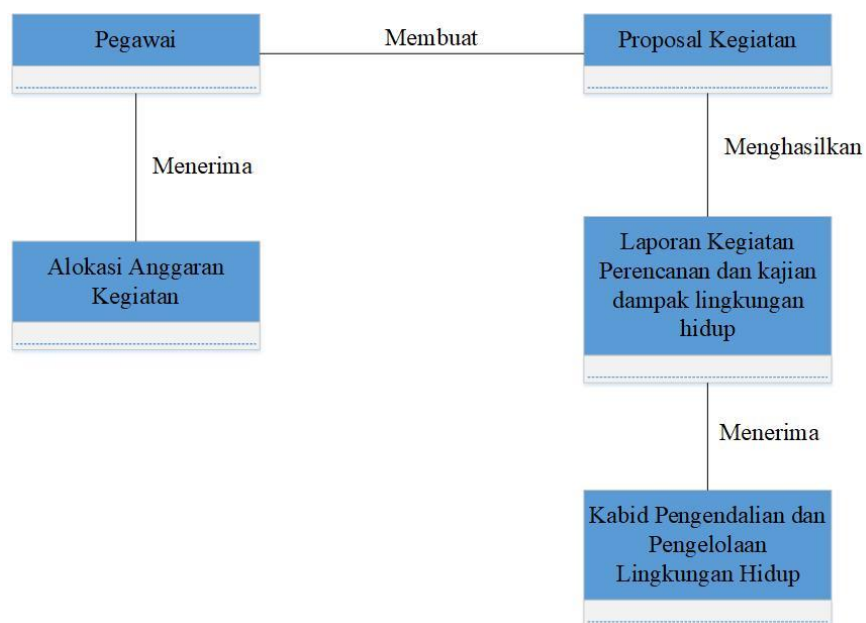 Pegawai
Membuat
Proposal Kegiatan
Menerima
Menghasilkan
Alokasi Anggaran
Kegiatan
Laporan Kegiatan
Perencanan dan kajian
dampak lingkungan
hidup
Menerima
Kabid Pengendalian dan
Pengelolaan
Lingkungan Hidup